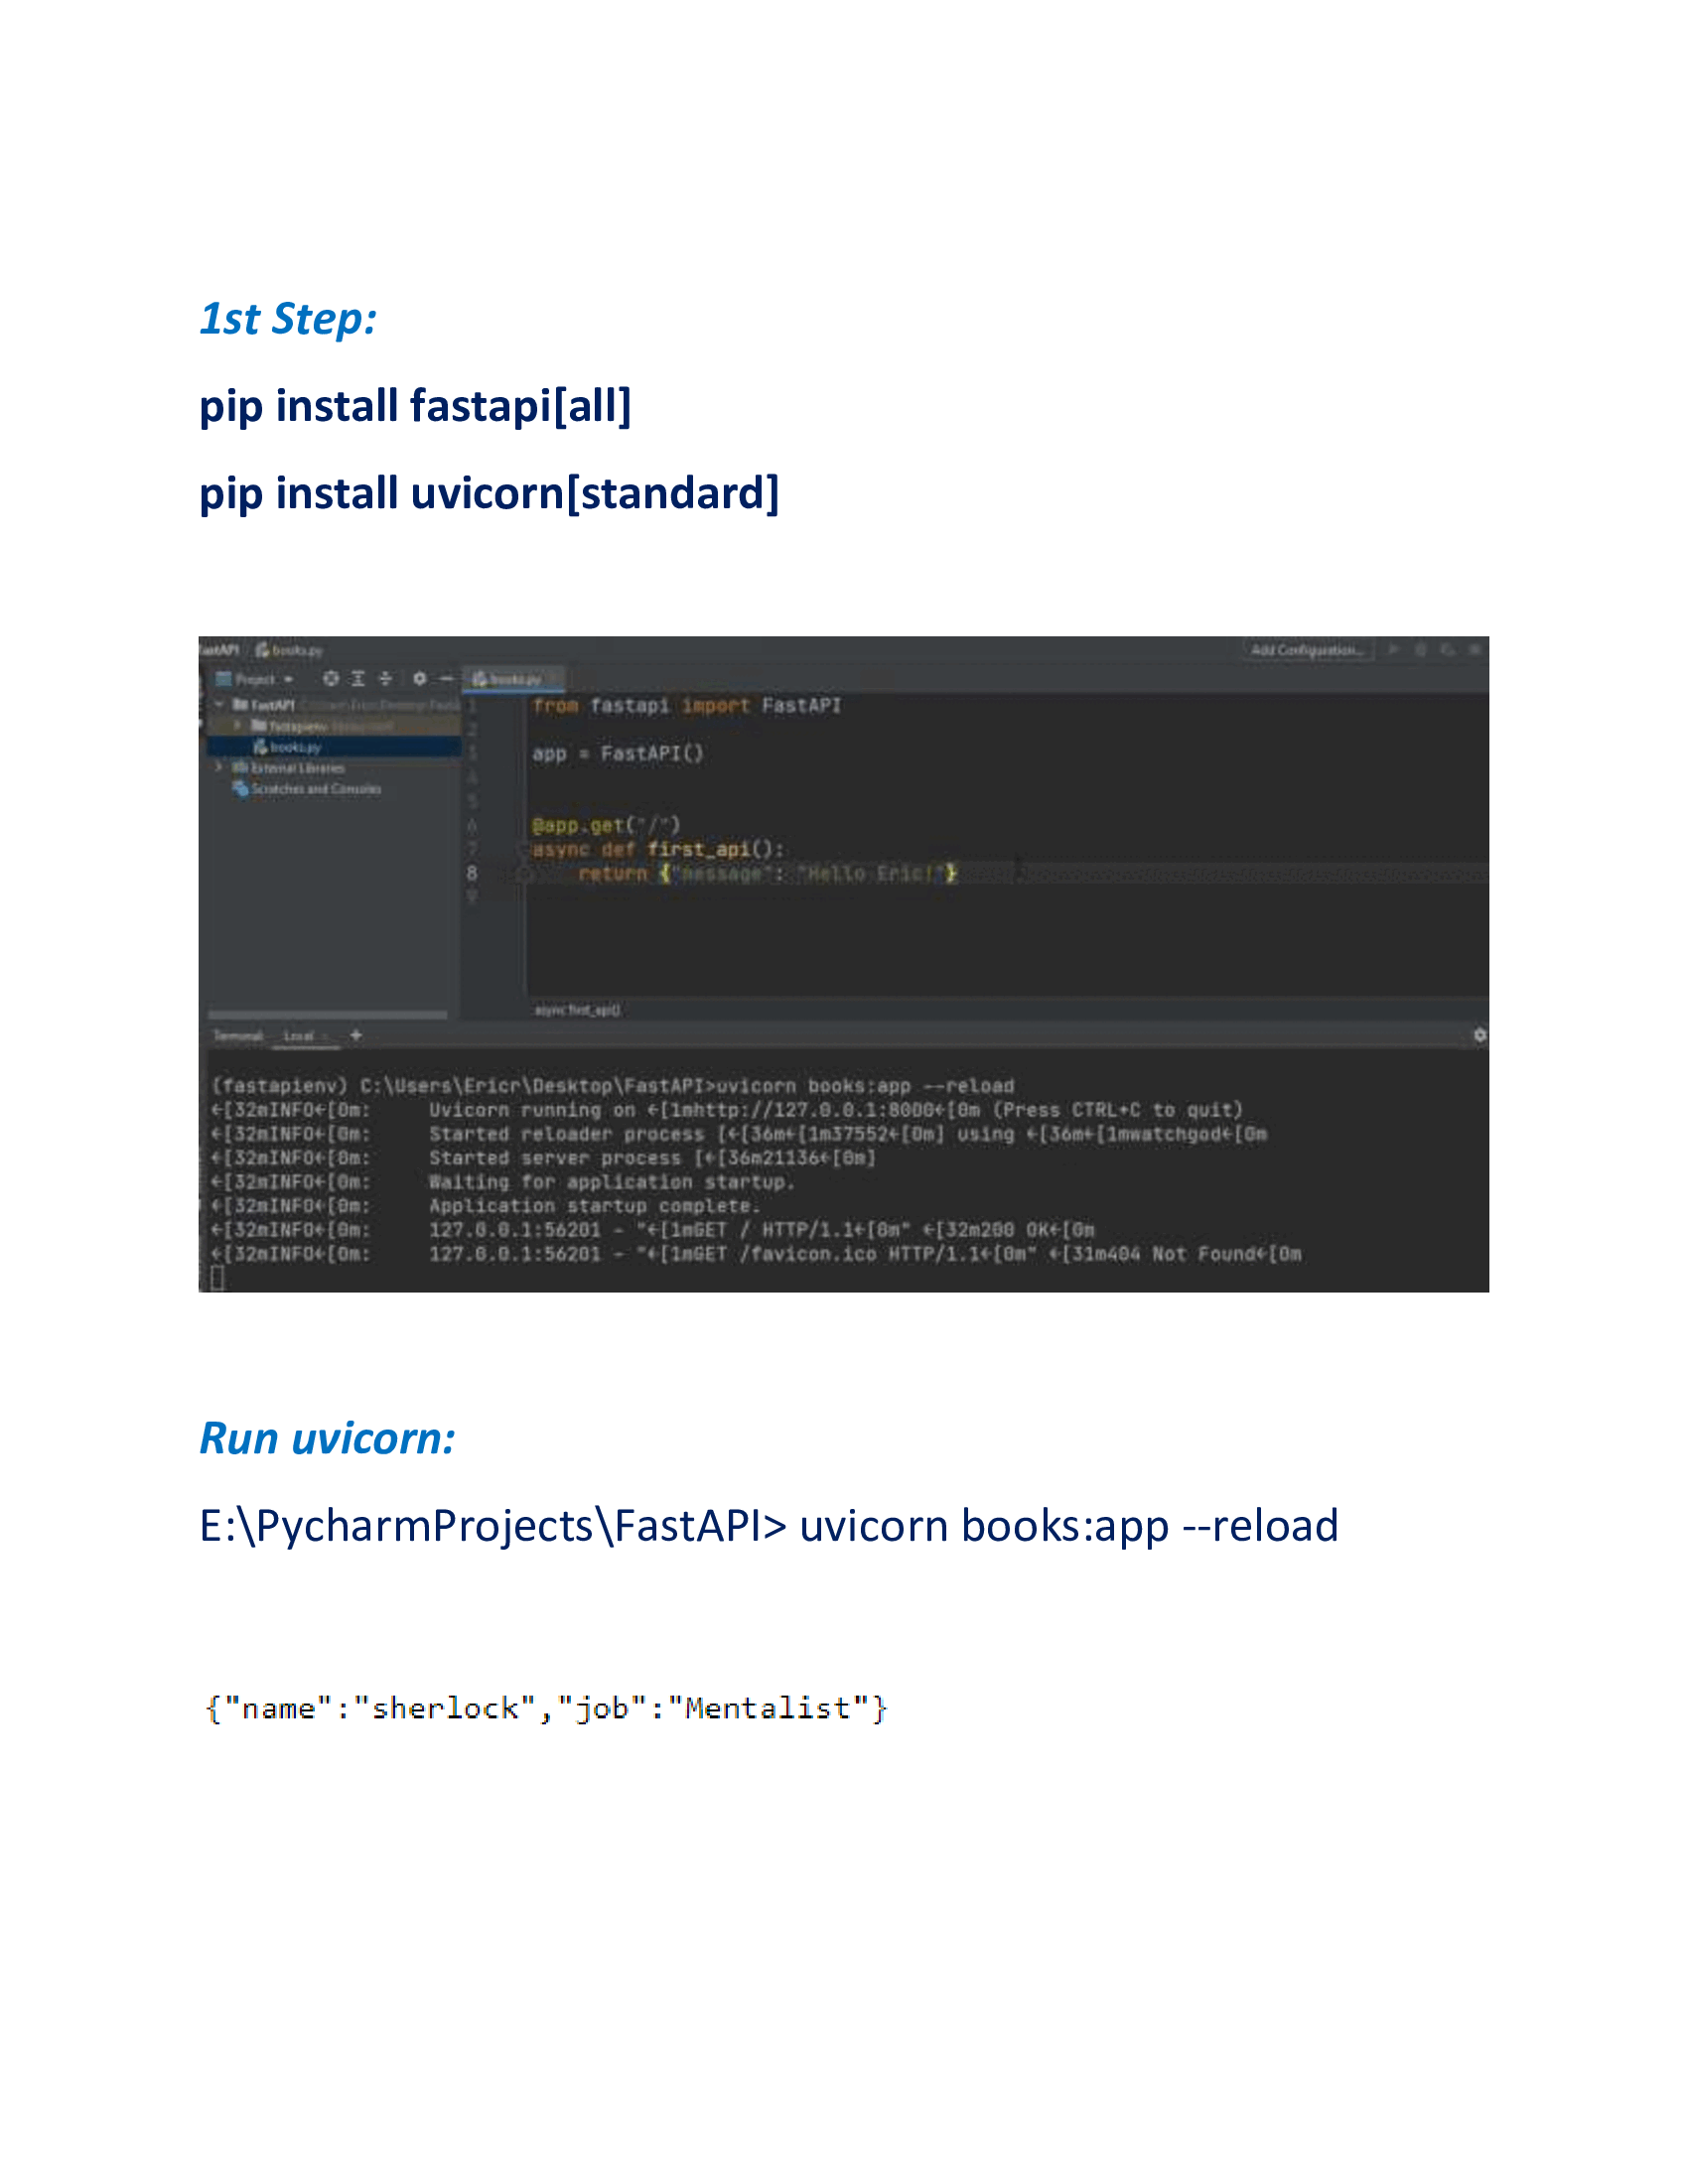 1st Step:
pip install fastapi[all]
pip install uvicorn[standard]
FastAPI books.py Add Configuration...
Project books.py
FastAPI
fastapienv
books.py
External Libraries
Scratches and Consoles
1 from fastapi import FastAPI
2
3 app = FastAPI()
4
5
6 @app.get("/")
7 async def first_api():
8 return {"message": "Hello Eric!"}
9
async first_api()
Terminal: Local +
(fastapienv) C:\Users\Ericr\Desktop\FastAPI>uvicorn books:app --reload
←[32mINFO←[0m: Uvicorn running on ←[1mhttp://127.0.0.1:8000←[0m (Press CTRL+C to quit)
←[32mINFO←[0m: Started reloader process [←[36m←[1m37552←[0m] using ←[36m←[1mwatchgod←[0m
←[32mINFO←[0m: Started server process [←[36m21136←[0m]
←[32mINFO←[0m: Waiting for application startup.
←[32mINFO←[0m: Application startup complete.
←[32mINFO←[0m: 127.0.0.1:56201 - "←[1mGET / HTTP/1.1←[0m" ←[32m200 OK←[0m
←[32mINFO←[0m: 127.0.0.1:56201 - "←[1mGET /favicon.ico HTTP/1.1←[0m" ←[31m404 Not Found←[0m
Run uvicorn:
E:\PycharmProjects\FastAPI> uvicorn books:app --reload
{"name":"sherlock","job":"Mentalist"}